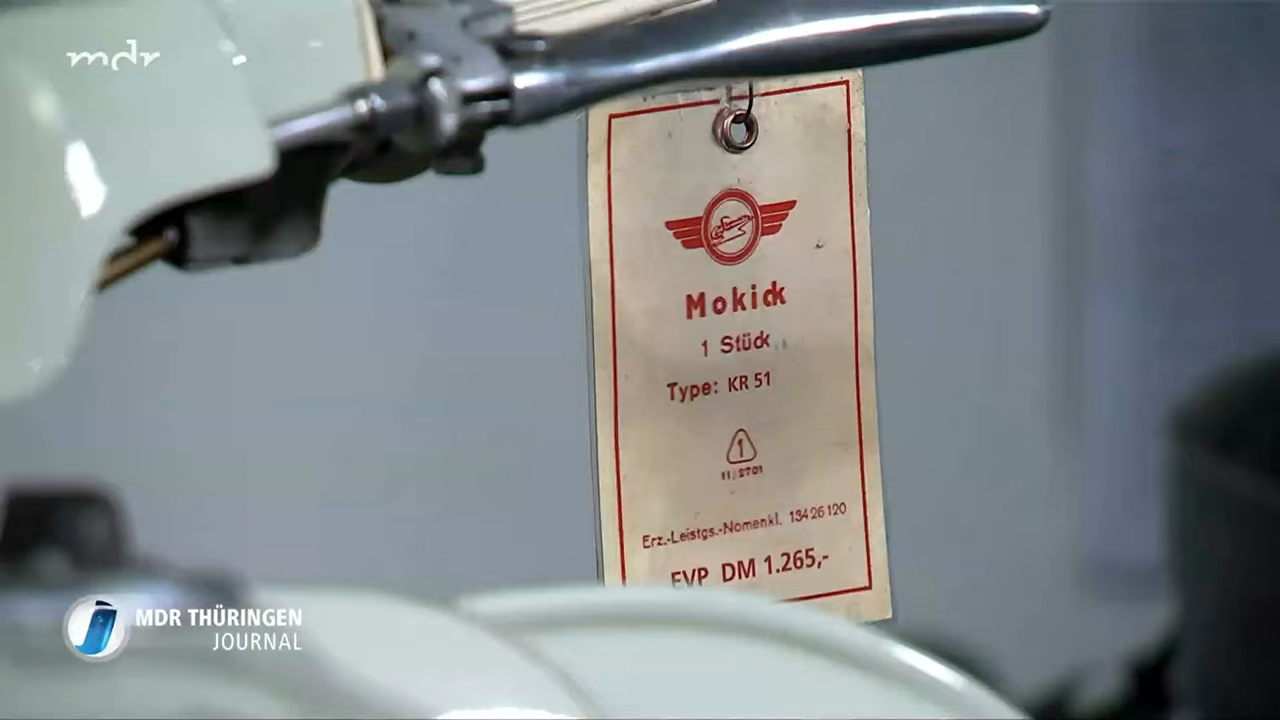 mdr
Mokick
1 Stück
Type: KR 51
1
11/2701
Erz.-Leistgs.-Nomenkl. 13426120
EVP DM 1.265,-
MDR THÜRINGEN
JOURNAL